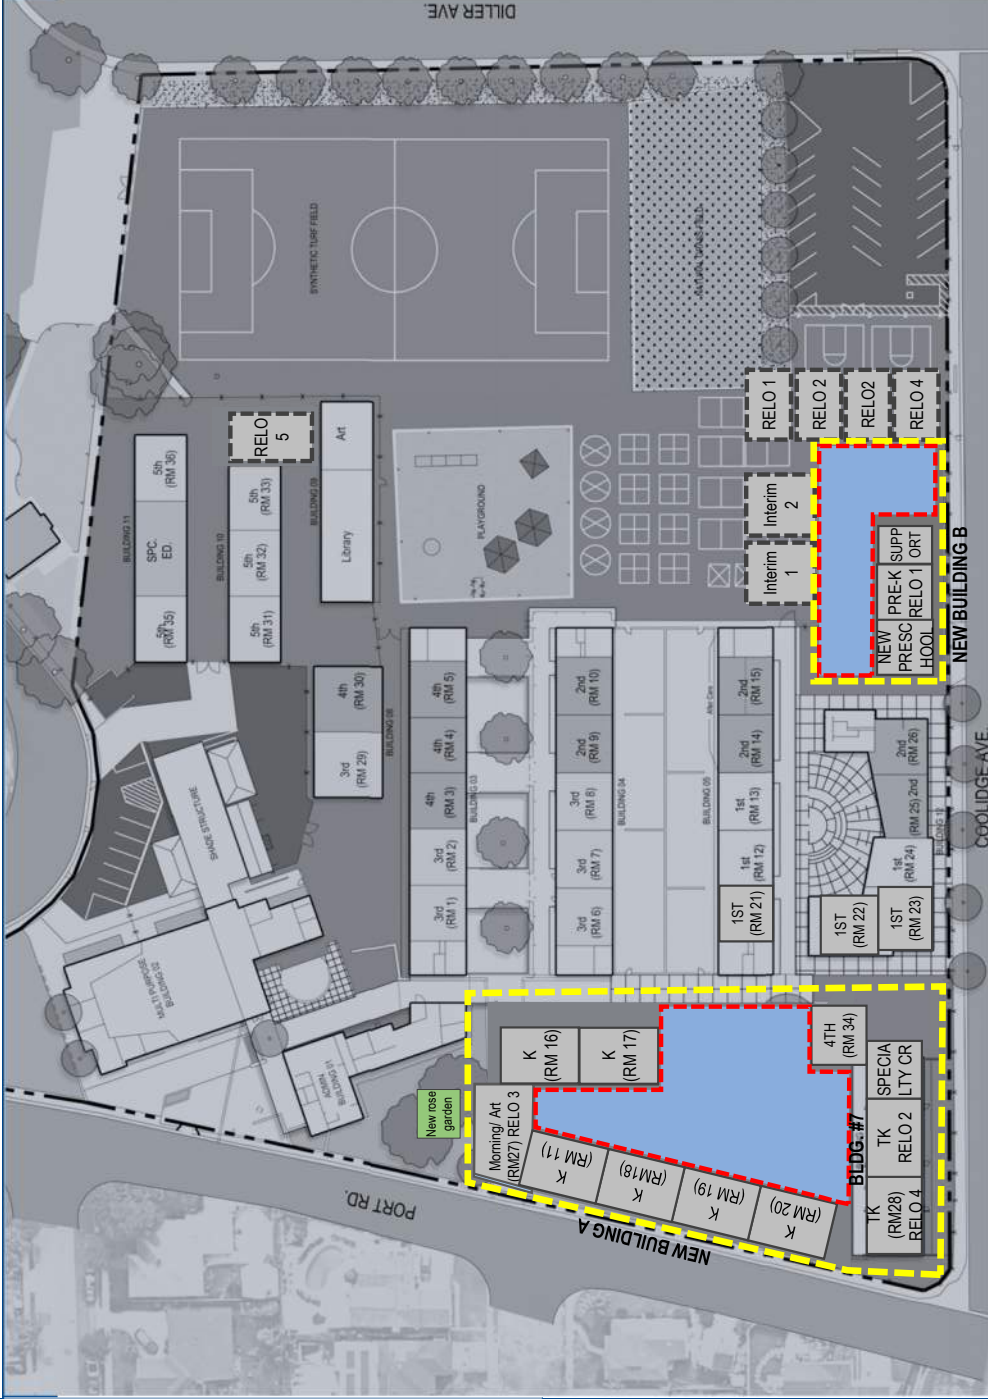 DILLER AVE.
SYNTHETIC TURF FIELD
5th
(RM 36)
SPC.
ED.
5th
(RM 35)
BUILDING 11
RELO
5
5th
(RM 33)
5th
(RM 32)
5th
(RM 31)
BUILDING 10
Art
Library
BUILDING 09
PLAYGROUND
RELO 1
RELO 2
RELO2
RELO 4
Interim
2
Interim
1
SUPP
ORT
PRE-K
RELO 1
NEW
PRESC
HOOL
NEW BUILDING B
4th
(RM 30)
3rd
(RM 29)
BUILDING 08
4th
(RM 5)
4th
(RM 4)
4th
(RM 3)
3rd
(RM 2)
3rd
(RM 1)
BUILDING 03
2nd
(RM 10)
2nd
(RM 9)
3rd
(RM 8)
3rd
(RM 7)
3rd
(RM 6)
BUILDING 04
After Care
2nd
(RM 15)
2nd
(RM 14)
1st
(RM 13)
1st
(RM 12)
1ST
(RM 21)
BUILDING 05
2nd
(RM 26)
2nd
(RM 25)
1st
(RM 24)
1ST
(RM 23)
1ST
(RM 22)
BUILDING 12
COOLIDGE AVE.
SHADE STRUCTURE
MULTI PURPOSE
BUILDING 02
ADMIN
BUILDING 01
New rose
garden
Morning/ Art
(RM27) RELO 3
K
(RM 16)
K
(RM 17)
K
(RM 11)
K
(RM18)
K
(RM 19)
K
(RM 20)
4TH
(RM 34)
SPECIA
LTY CR
TK
RELO 2
TK
(RM28)
RELO 4
BLDG. #7
NEW BUILDING A
PORT RD.